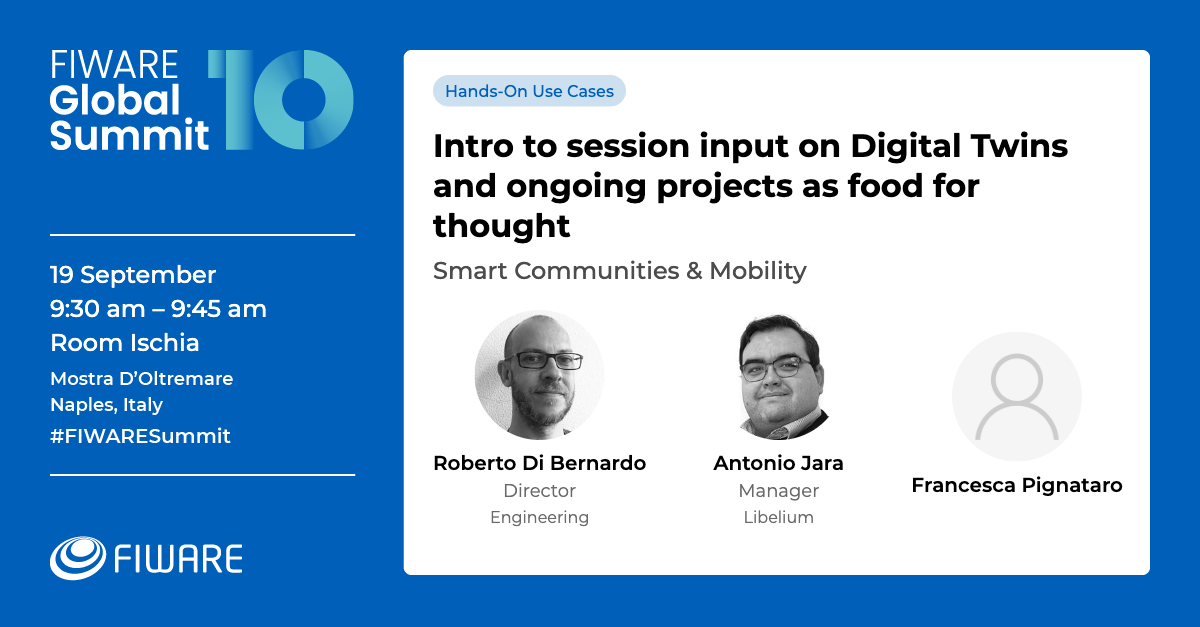 FIWARE
Global
Summit
10
19 September
9:30 am – 9:45 am
Room Ischia
Mostra D’Oltremare
Naples, Italy
#FIWARESummit
FIWARE
Hands-On Use Cases
Intro to session input on Digital Twins
and ongoing projects as food for
thought
Smart Communities & Mobility
Roberto Di Bernardo
Director
Engineering
Antonio Jara
Manager
Libelium
Francesca Pignataro